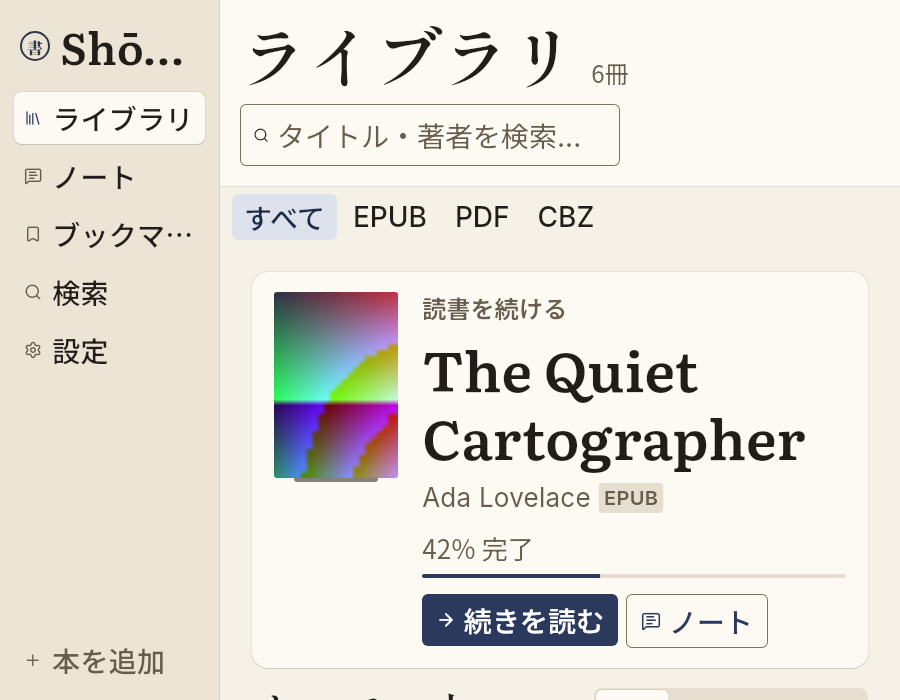 書 Shō…
ライブラリ
ノート
ブックマ…
検索
設定
本を追加
ライブラリ 6冊
タイトル・著者を検索…
すべて EPUB PDF CBZ
読書を続ける
The Quiet
Cartographer
Ada Lovelace EPUB
42% 完了
続きを読む ノート